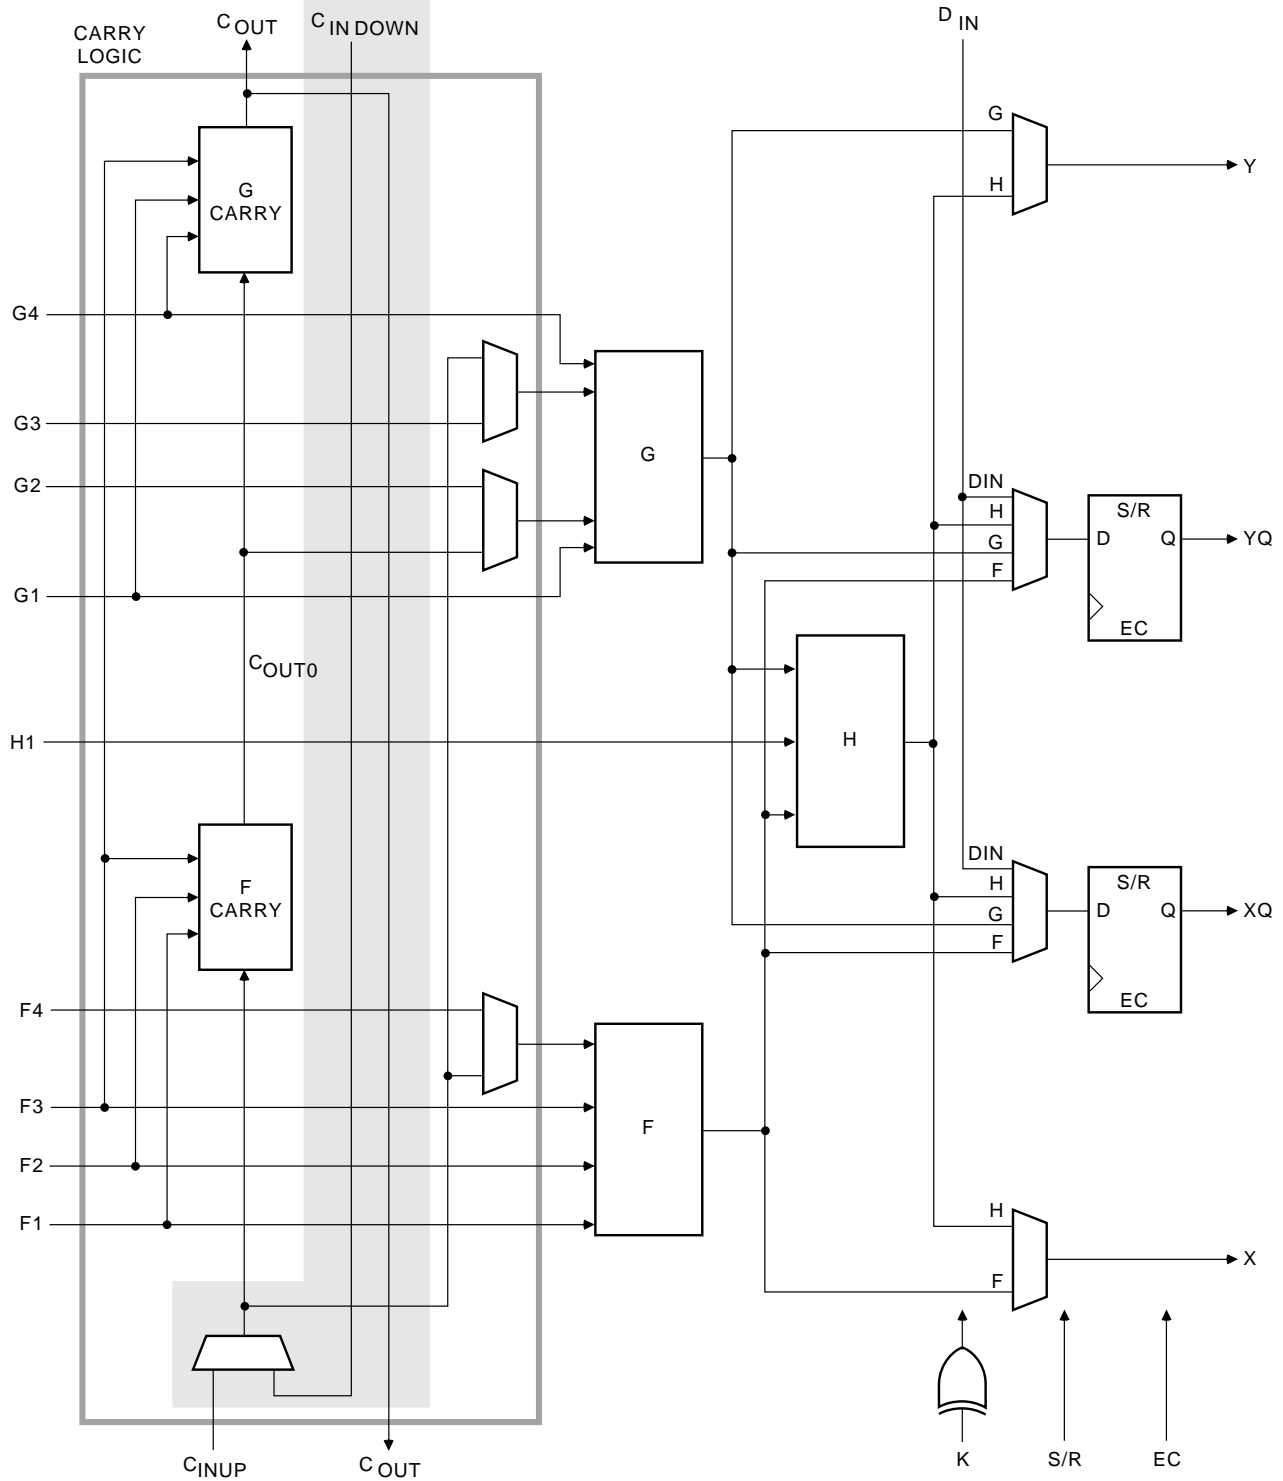 CARRY
LOGIC
C OUT
C IN DOWN
D IN
G
Y
H
G
CARRY
G4
G3
G2
G1
G
DIN
H
G
F
S/R
D
Q
EC
YQ
C OUT0
H1
H
F
CARRY
DIN
H
G
F
S/R
D
Q
EC
XQ
F4
F3
F2
F1
F
H
F
X
C INUP
C OUT
K
S/R
EC